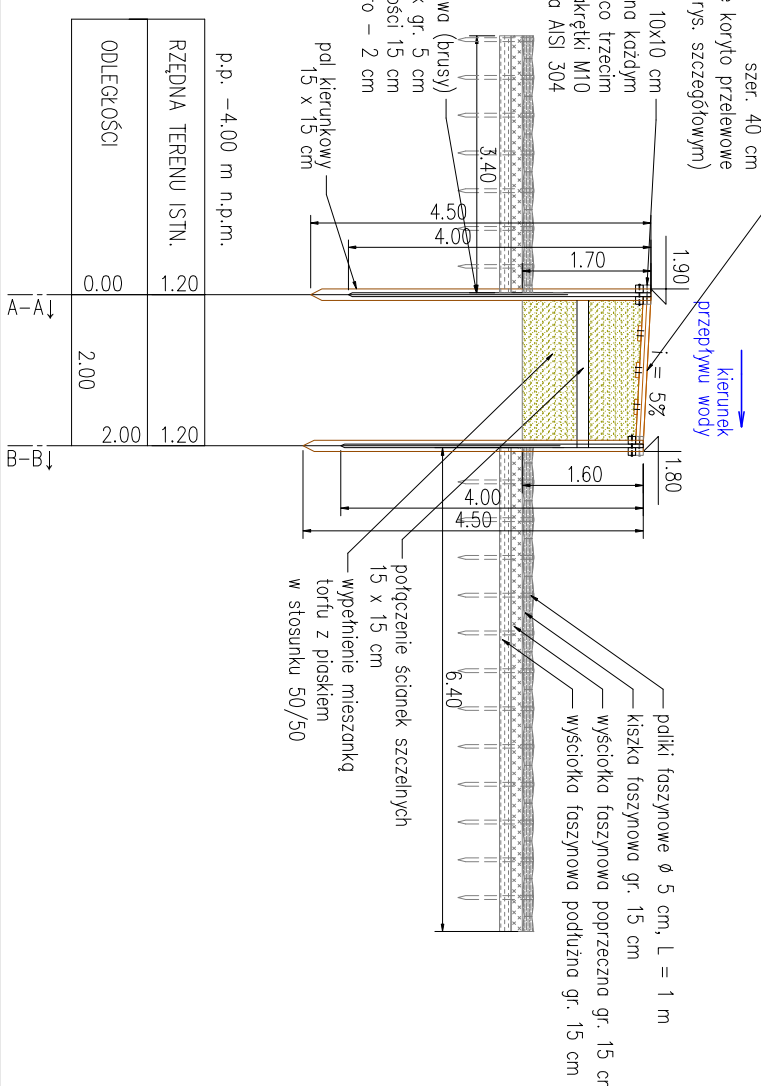 szer. 40 cm
e koryto przelewowe
rys. szczegółowym)
10x10 cm
na każdym
co trzecim
akrętki M10
a AISI 304
wa (brusy)
k gr. 5 cm
ości 15 cm
ro - 2 cm
pal kierunkowy
15 x 15 cm
kierunek
przepływu wody
1.90
i = 5%
1.80
3.40
4.50
4.00
1.70
1.60
4.00
4.50
6.40
paliki faszynowe ø 5 cm, L = 1 m
kiszka faszynowa gr. 15 cm
wyściołka faszynowa poprzeczna gr. 15 cm
wyściołka faszynowa podłużna gr. 15 cm
połączenie ścianek szczelnych
15 x 15 cm
wypełnienie mieszanką
torfu z piaskiem
w stosunku 50/50
p.p. -4.00 m n.p.m.
RZĘDNA TERENU ISTN.
1.20
1.20
ODLEGŁOŚCI
0.00
2.00
2.00
A-A
B-B